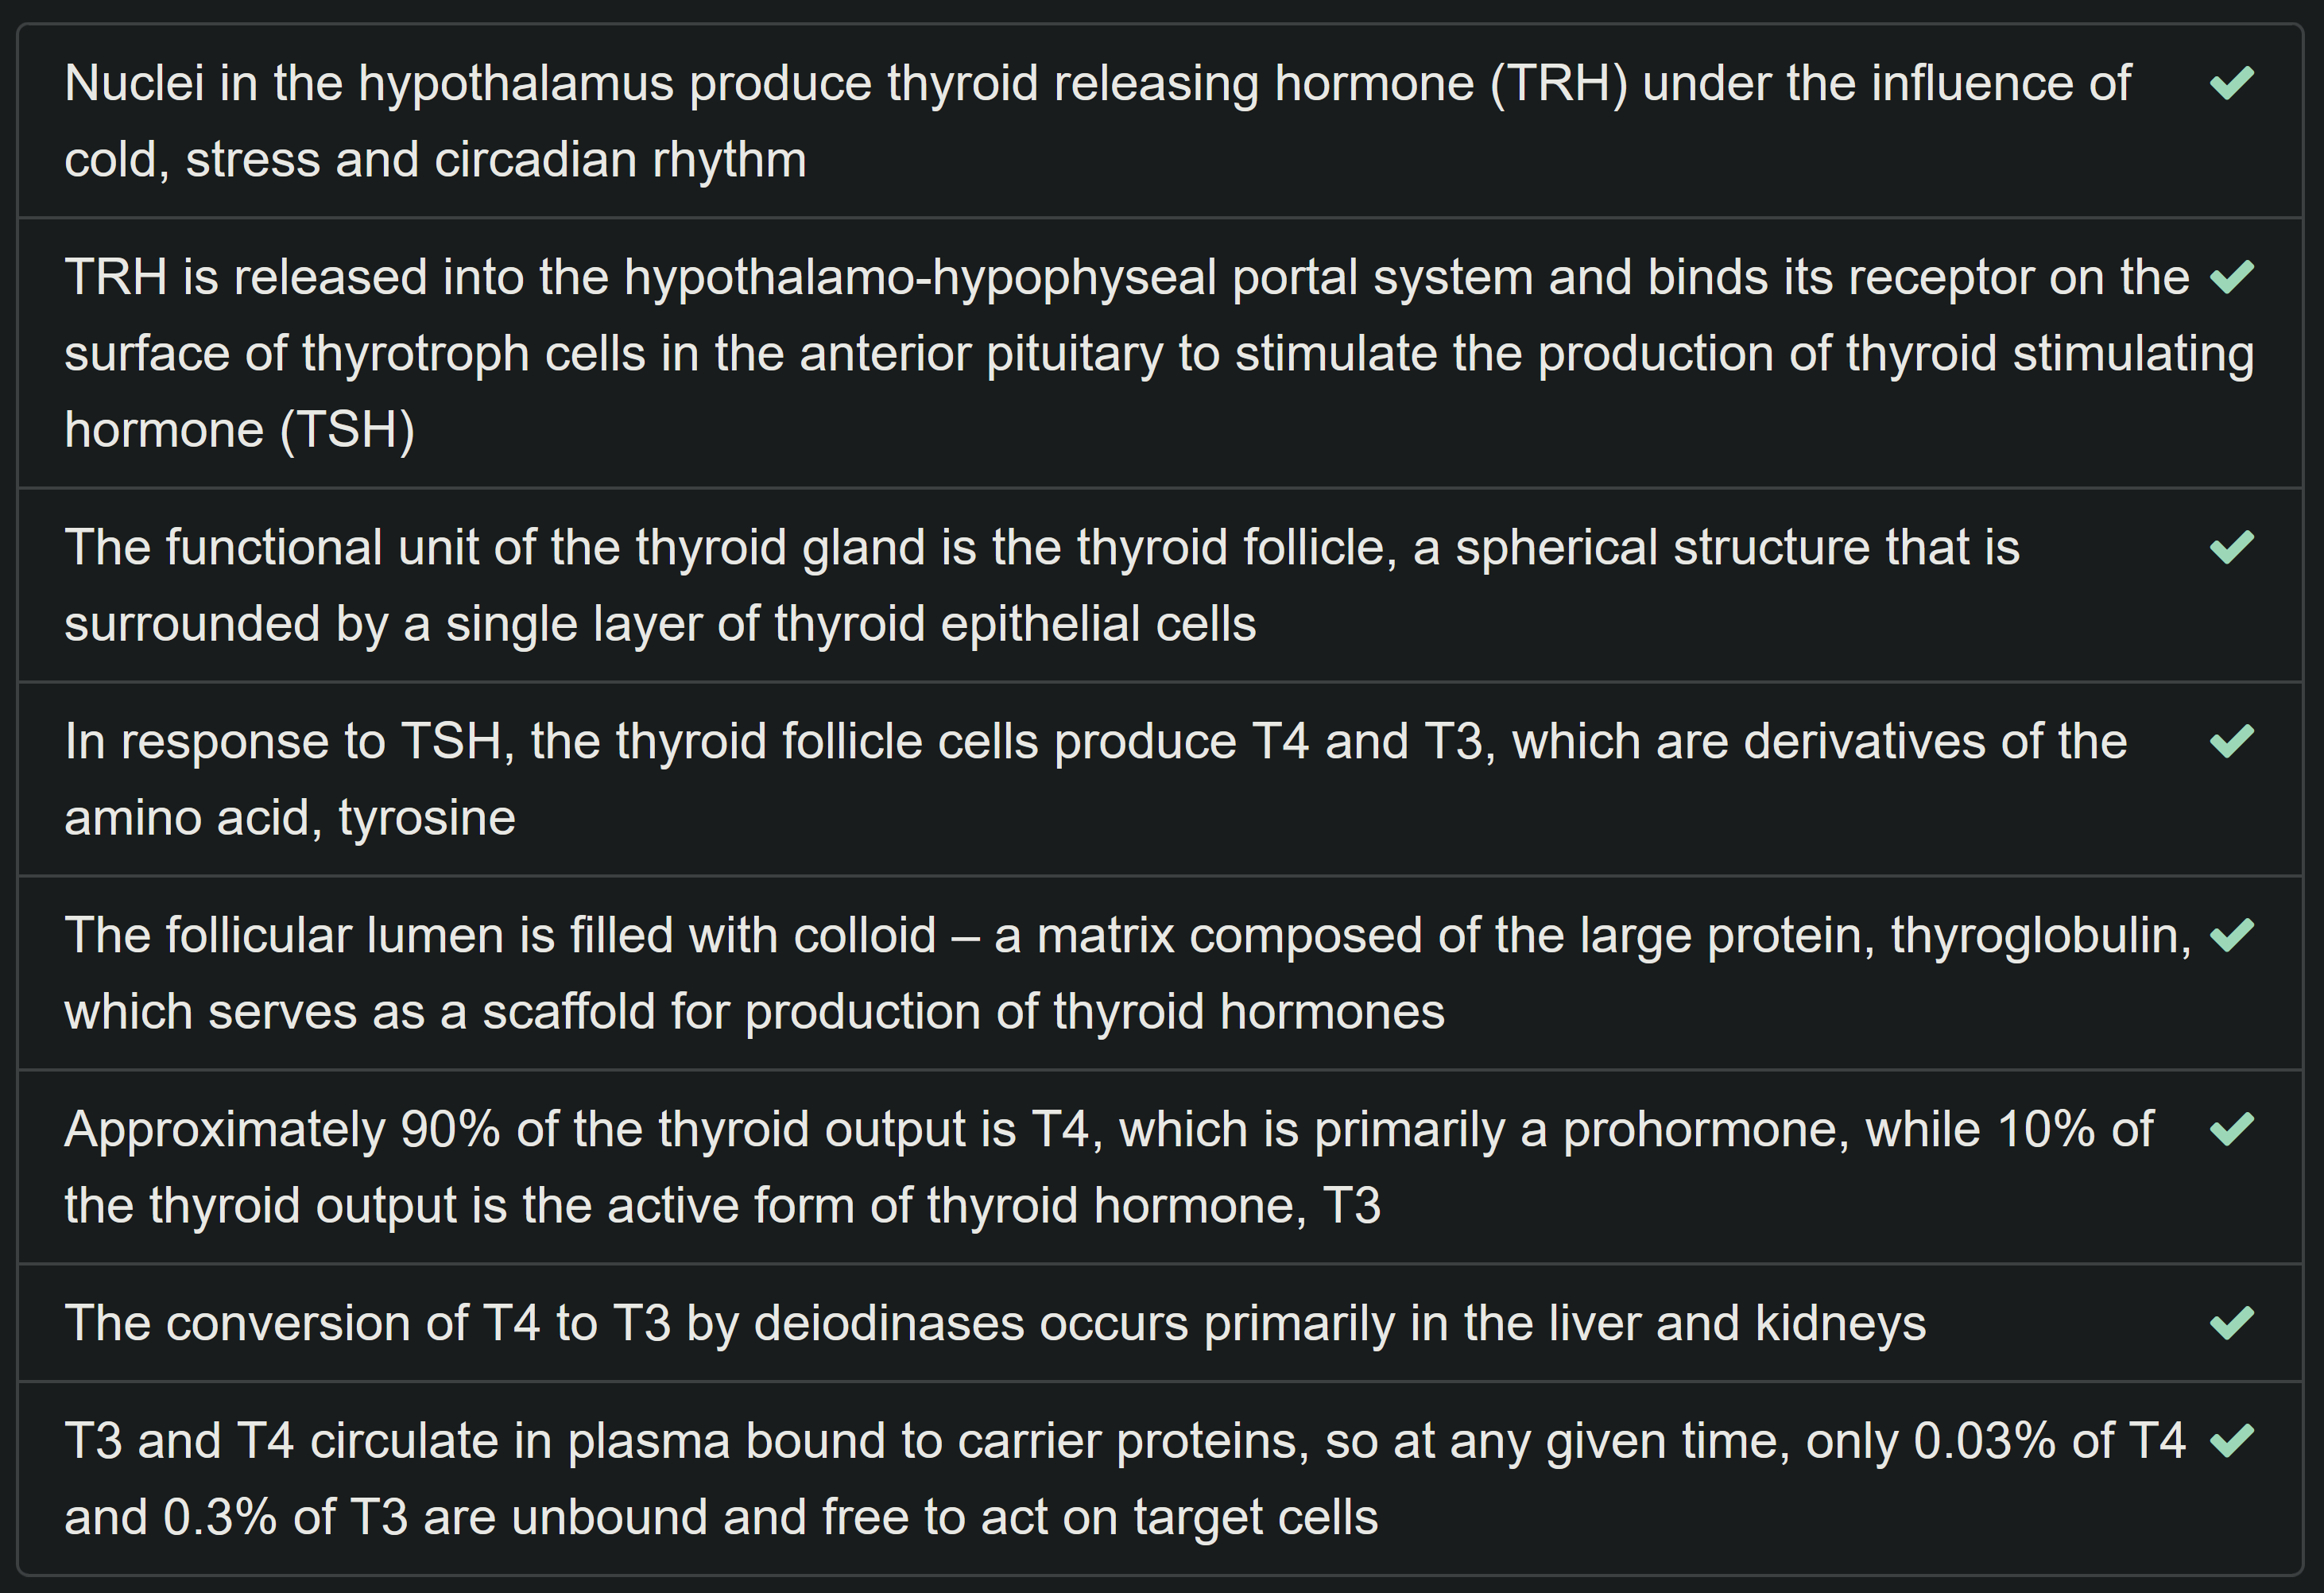 Nuclei in the hypothalamus produce thyroid releasing hormone (TRH) under the influence of
cold, stress and circadian rhythm
TRH is released into the hypothalamo-hypophyseal portal system and binds its receptor on the
surface of thyrotroph cells in the anterior pituitary to stimulate the production of thyroid stimulating
hormone (TSH)
The functional unit of the thyroid gland is the thyroid follicle, a spherical structure that is
surrounded by a single layer of thyroid epithelial cells
In response to TSH, the thyroid follicle cells produce T4 and T3, which are derivatives of the
amino acid, tyrosine
The follicular lumen is filled with colloid – a matrix composed of the large protein, thyroglobulin,
which serves as a scaffold for production of thyroid hormones
Approximately 90% of the thyroid output is T4, which is primarily a prohormone, while 10% of
the thyroid output is the active form of thyroid hormone, T3
The conversion of T4 to T3 by deiodinases occurs primarily in the liver and kidneys
T3 and T4 circulate in plasma bound to carrier proteins, so at any given time, only 0.03% of T4
and 0.3% of T3 are unbound and free to act on target cells